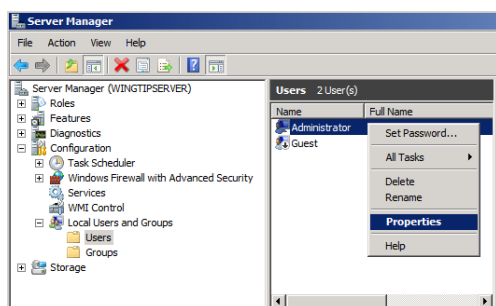 Server Manager
File Action View Help
Server Manager (WINGTIPSERVER)
Roles
Features
Diagnostics
Configuration
Task Scheduler
Windows Firewall with Advanced Security
Services
WMI Control
Local Users and Groups
Users
Groups
Storage
Users 2 User(s)
Name Full Name
Administrator
Guest
Set Password...
All Tasks
Delete
Rename
Properties
Help